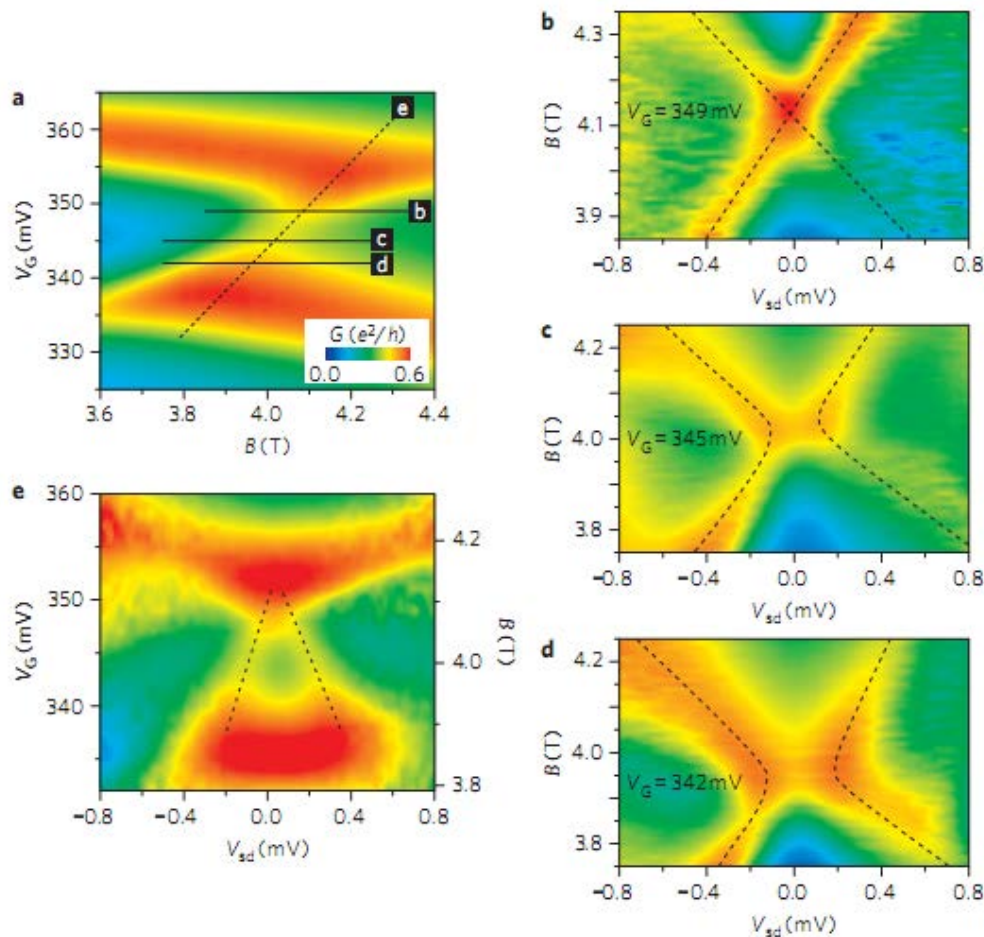 a
360
350
340
330
V_G (mV)
3.6 3.8 4.0 4.2 4.4
B (T)
e
b
c
d
G (e²/h)
0.0 0.6
b
4.3
4.1
3.9
B (T)
V_G = 349 mV
−0.8 −0.4 0.0 0.4 0.8
V_sd (mV)
c
4.2
4.0
3.8
B (T)
V_G = 345 mV
−0.8 −0.4 0.0 0.4 0.8
V_sd (mV)
e
360
350
340
V_G (mV)
4.2
4.0
3.8
B (T)
−0.8 −0.4 0.0 0.4 0.8
V_sd (mV)
d
4.2
4.0
3.8
B (T)
V_G = 342 mV
−0.8 −0.4 0.0 0.4 0.8
V_sd (mV)